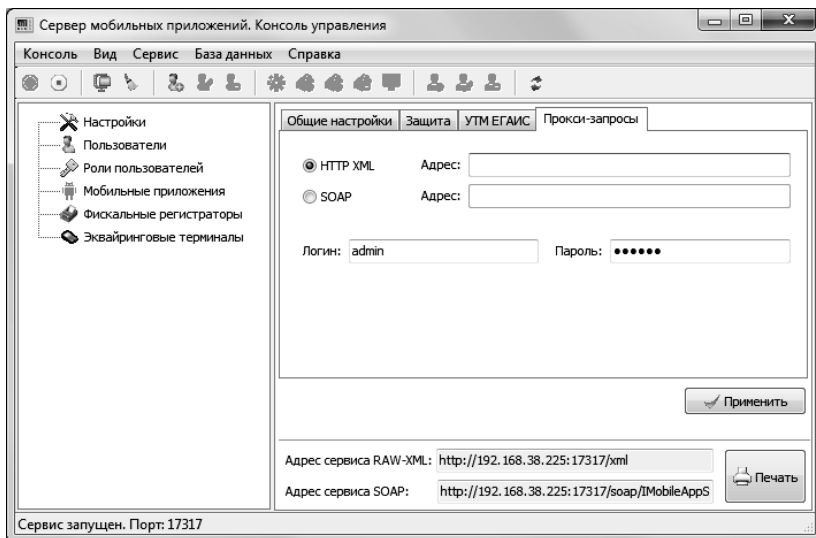 Сервер мобильных приложений. Консоль управления
Консоль Вид Сервис База данных Справка
Настройки
Пользователи
Роли пользователей
Мобильные приложения
Фискальные регистраторы
Эквайринговые терминалы
Общие настройки Защита УТМ ЕГАИС Прокси-запросы
HTTP XML Адрес:
SOAP Адрес:
Логин: admin Пароль: ●●●●●●
Применить
Адрес сервиса RAW-XML: http://192.168.38.225:17317/xml
Адрес сервиса SOAP: http://192.168.38.225:17317/soap/IMobileAppS
Печать
Сервис запущен. Порт: 17317